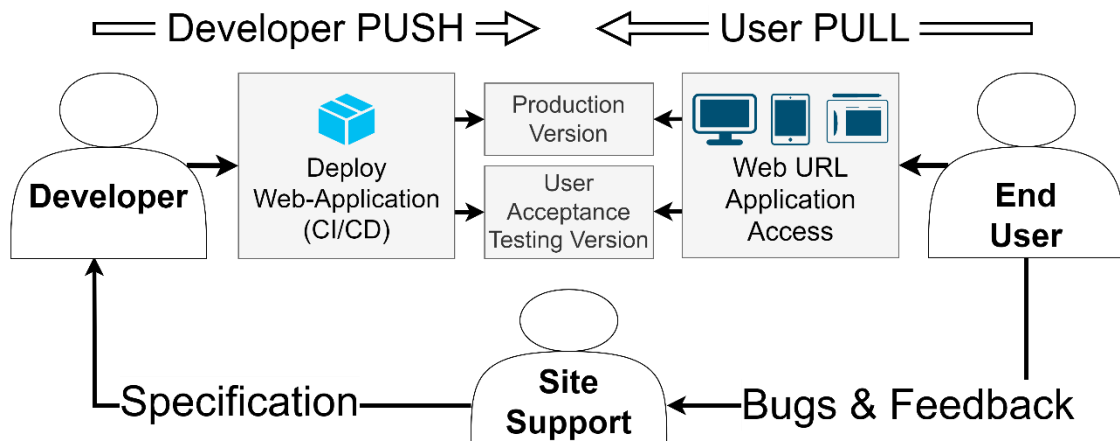 Developer PUSH
User PULL
Developer
Deploy
Web-Application
(CI/CD)
Production
Version
User
Acceptance
Testing Version
Web URL
Application
Access
End
User
Specification
Site
Support
Bugs & Feedback